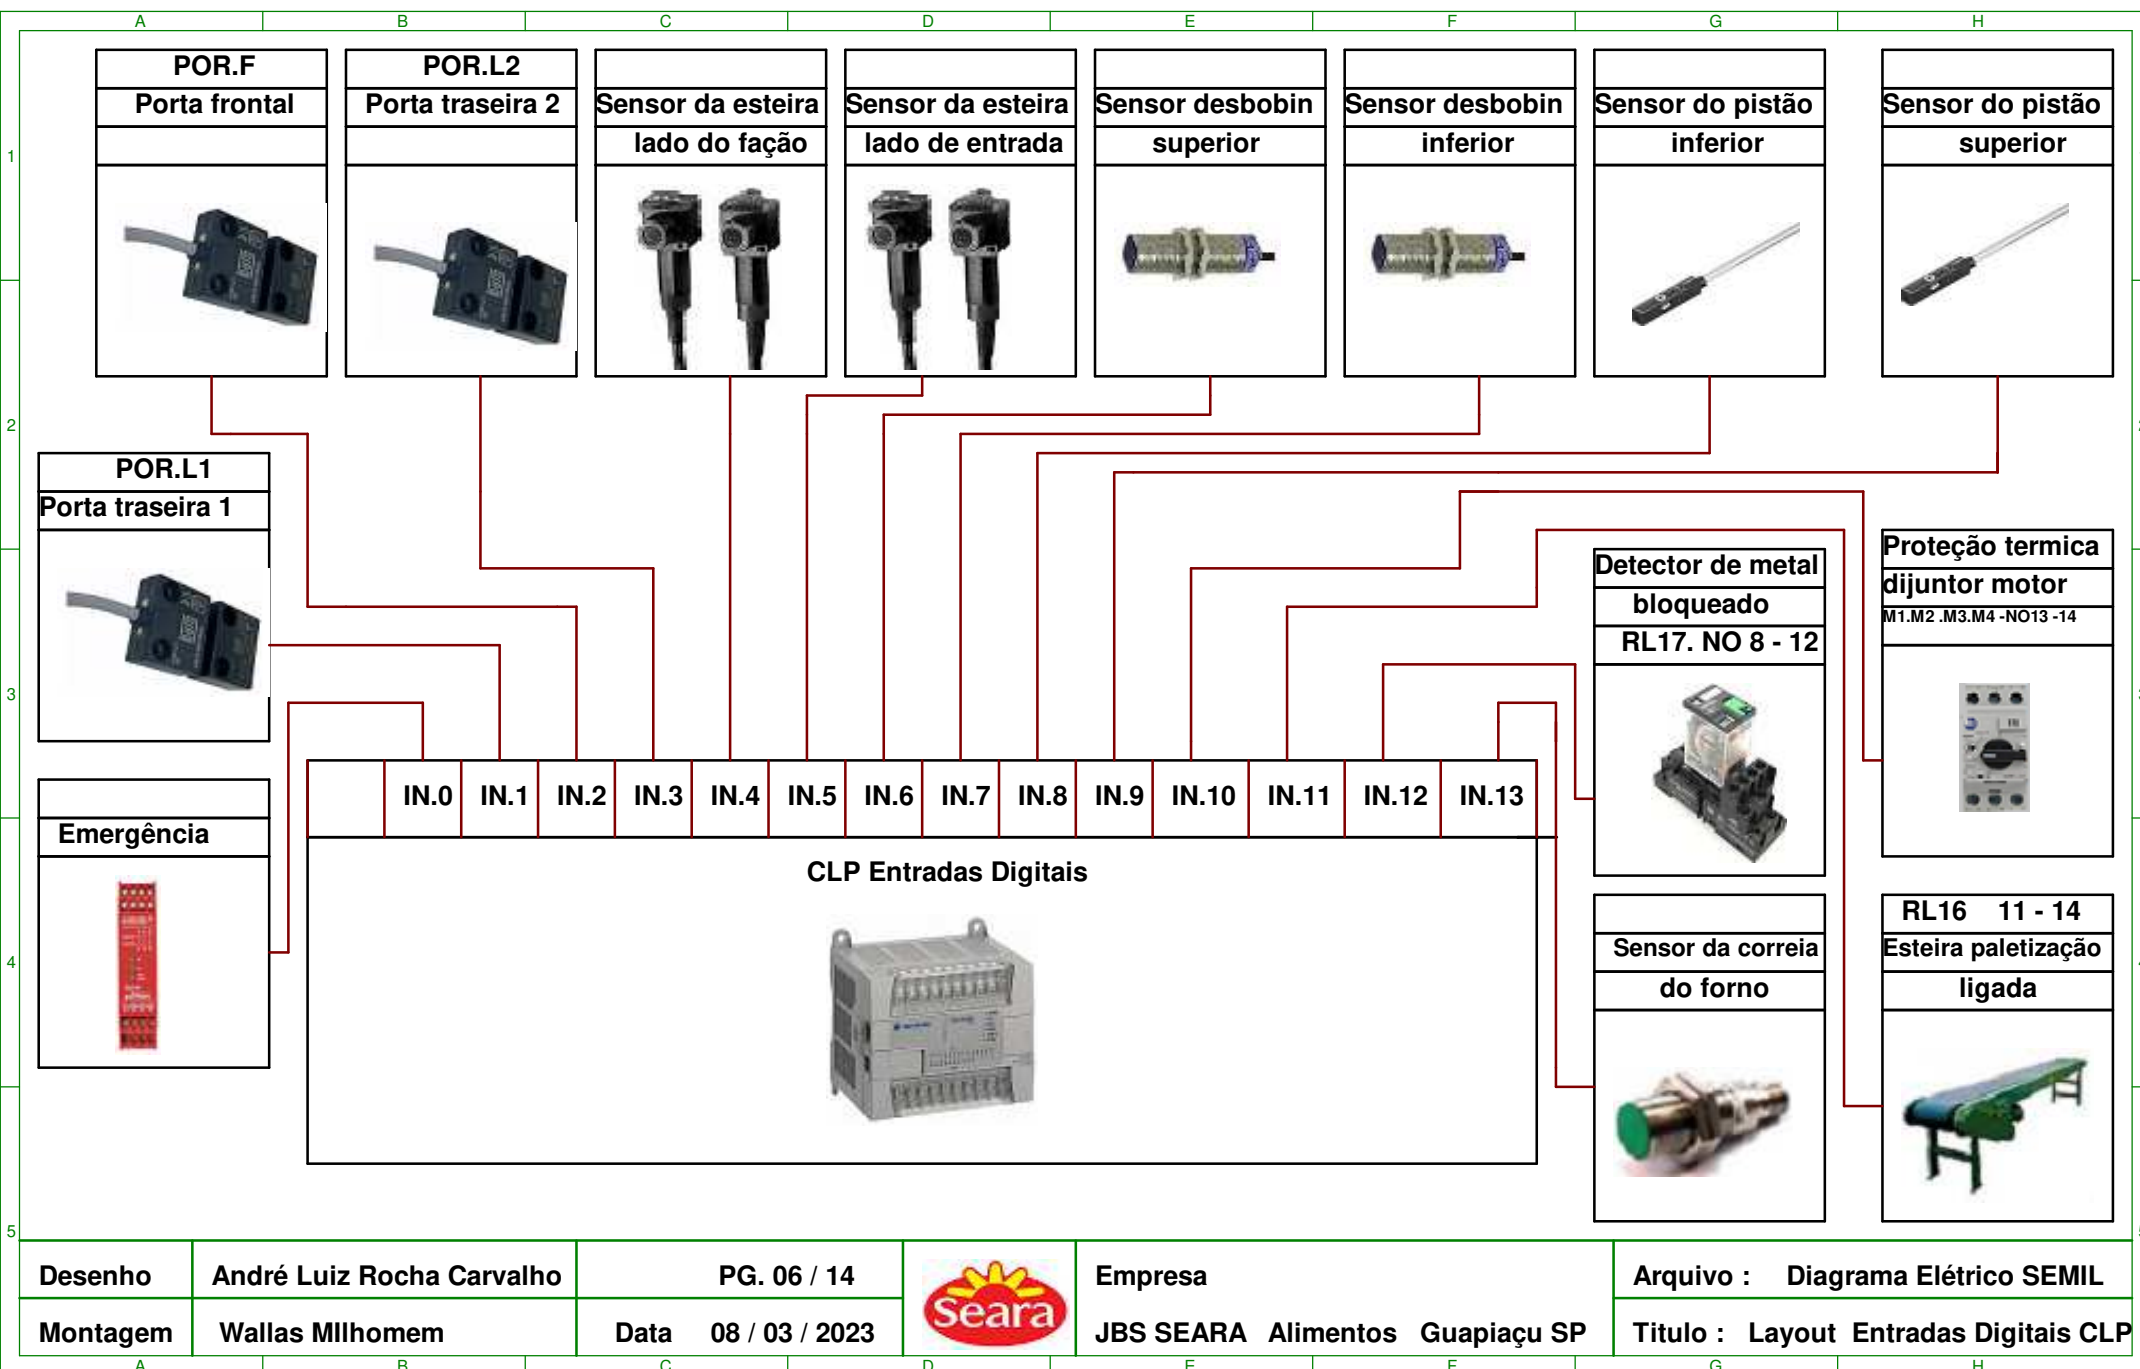 A B C D E F G H
POR.F
Porta frontal
POR.L2
Porta traseira 2
Sensor da esteira
lado do fação
Sensor da esteira
lado de entrada
Sensor desbobin
superior
Sensor desbobin
inferior
Sensor do pistão
inferior
Sensor do pistão
superior
1
2
POR.L1
Porta traseira 1
Detector de metal
bloqueado
RL17. NO 8 - 12
Proteção termica
dijuntor motor
M1.M2 .M3.M4 -NO13 -14
3
IN.0 IN.1 IN.2 IN.3 IN.4 IN.5 IN.6 IN.7 IN.8 IN.9 IN.10 IN.11 IN.12 IN.13
Emergência
CLP Entradas Digitais
Sensor da correia
do forno
RL16 11 - 14
Esteira paletização
ligada
4
5
Desenho André Luiz Rocha Carvalho PG. 06 / 14
Montagem Wallas MIlhomem Data 08 / 03 / 2023
Seara
Empresa
JBS SEARA Alimentos Guapiaçu SP
Arquivo : Diagrama Elétrico SEMIL
Titulo : Layout Entradas Digitais CLP
A B C D E F G H